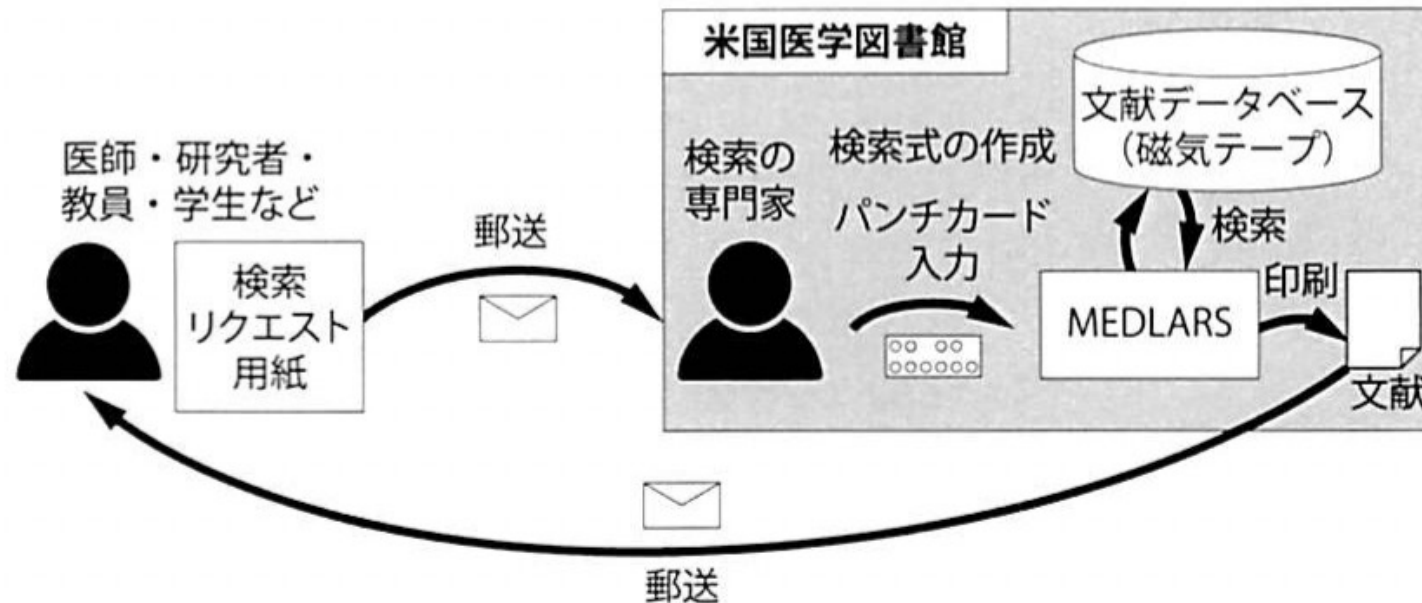 米国医学図書館
文献データベース
（磁気テープ）
医師・研究者・
教員・学生など
検索
リクエスト
用紙
郵送
検索の
専門家
検索式の作成
パンチカード
入力
検索
MEDLARS
印刷
文献
郵送